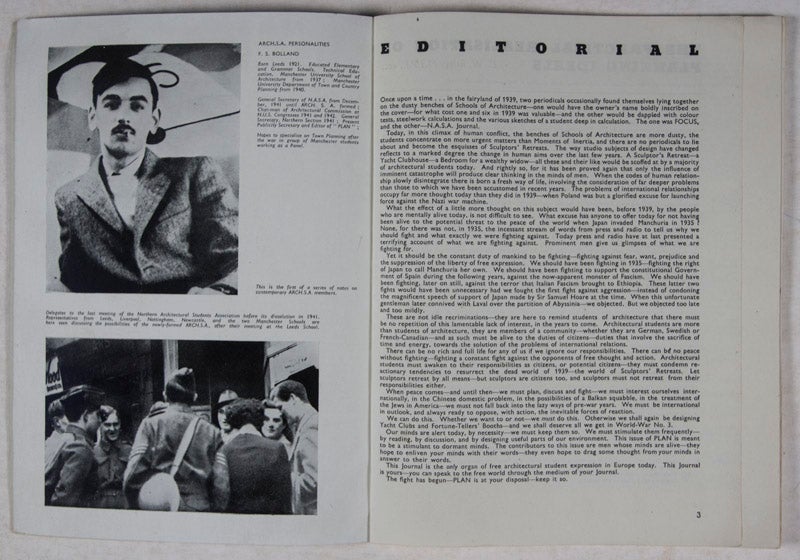 ARCH.S.A. PERSONALITIES
F. S. BOLLAND
Born Leeds 1921. Educated Elementary
and Grammar Schools. Technical Edu-
cation, Manchester University School of
Architecture from 1937; Manchester
University Department of Town and Country
Planning from 1940.
General Secretary of N.A.S.A. from Decem-
ber, 1941 until ARCH. S. A. formed;
Chairman of Architectural Commission at
N.U.S. Congresses 1941 and 1942. General
Secretary, Northern Section 1941; Present
Publicity Secretary and Editor of "PLAN".
Hopes to specialise on Town Planning after
the war in group of Manchester students
working as a Panel.
This is the first of a series of notes on
contemporary ARCH.S.A. members.
Delegates to the last meeting of the Northern Architectural Students Association before its dissolution in 1941.
Representatives from Leeds, Liverpool, Nottingham, Newcastle, and the two Manchester Schools are
here seen discussing the possibilities of the newly-formed ARCH.S.A., after their meeting at the Leeds School.
EDITORIAL
Once upon a time . . . in the fairyland of 1939, two periodicals occasionally found themselves lying together
on the dusty benches of Schools of Architecture—one would have the owner's name boldly inscribed on
the cover—for what cost one and six in 1939 was valuable—and the other would be dappled with colour
tests, steelwork calculations and the various sketches of a student deep in calculation. The one was FOCUS,
and the other—N.A.S.A. Journal.
Today, in this climax of human conflict, the benches of Schools of Architecture are more dusty, the
students concentrate on more urgent matters than Moments of Inertia, and there are no periodicals to lie
about and become the exquises of Sculptors' Retreats. The way studio subjects of design have changed
reflects to a marked degree the change in human aims over the last few years. A Sculptor's Retreat—a
Yacht Clubhouse—a Bedroom for a wealthy widow—all these and their like would be scoffed at by a majority
of architectural students today. And rightly so, for it has been proved again that only the influence of
imminent catastrophe will produce clear thinking in the minds of men. When the codes of human relation-
ship slowly disintegrate there is born a fresh way of life, involving the consideration of far deeper problems
than those to which we have been accustomed in recent years. The problems of international relationships
occupy far more thought today than they did in 1939—when Poland was but a glorified excuse for launching
force against the Nazi war machine.
What the effect of a little more thought on this subject would have been, before 1939, by the people
who are mentally alive today, is not difficult to see. What excuse has anyone to offer today for not having
been alive to the potential threat to the peace of the world when Japan invaded Manchuria in 1935 ?
None, for there was not, in 1935, the incessant stream of words from press and radio to tell us why we
should fight and what exactly we were fighting against. Today press and radio have at last presented a
terrifying account of what we are fighting against. Prominent men give us glimpses of what we are
fighting for.
Yet it should be the constant duty of mankind to be fighting—fighting against fear, want, prejudice and
the suppression of the liberty of free expression. We should have been fighting in 1935—fighting the right
of Japan to call Manchuria her own. We should have been fighting to support the constitutional Govern-
ment of Spain during the following years, against the now-apparent monster of Fascism. We should have
been fighting, later on still, against the terror that Italian Fascism brought to Ethiopia. These latter two
fights would have been unnecessary had we fought the first fight against aggression—instead of condoning
the magnificent speech of support of Japan made by Sir Samuel Hoare at the time. When this unfortunate
gentleman later connived with Laval over the partition of Abyssinia—we objected. But we objected too late
and too mildly.
These are not idle recriminations—they are here to remind students of architecture that there must
be no repetition of this lamentable lack of interest, in the years to come. Architectural students are more
than students of architecture, they are members of a community—whether they are German, Swedish or
French-Canadian—and as such must be alive to the duties of citizens—duties that involve the sacrifice of
time and energy, towards the solution of the problems of international relations.
There can be no rich and full life for any of us if we ignore our responsibilities. There can be no peace
without fighting—fighting a constant fight against the opponents of free thought and action. Architectural
students must awaken to their responsibilities as citizens, or potential citizens—they must condemn re-
actionary tendencies to resurrect the dead world of 1939—the world of Sculptors' Retreats. Let
sculptors retreat by all means—but sculptors are citizens too, and sculptors must not retreat from their
responsibilities either.
When peace comes—and until then—we must plan, discuss and fight—we must interest ourselves inter-
nationally, in the Chinese domestic problem, in the possibilities of a Balkan squabble, in the treatment of
the Jews in America—we must not fall back into the lazy ways of pre-war years. We must be international
in outlook, and always ready to oppose, with action, the inevitable forces of reaction.
We can do this. Whether we want to or not—we must do this. Otherwise we shall again be designing
Yacht Clubs and Fortune-Tellers' Booths—and we shall deserve all we get in World-War No. 3.
Our minds are alert today, by necessity—we must keep them so. We must stimulate them frequently—
by reading, by discussion, and by designing useful parts of our environment. This issue of PLAN is meant
to be a stimulant to dormant minds. The contributors to this issue are men whose minds are alive—they
hope to enliven your minds with their words—they even hope to drag some thought from your minds in
answer to their words.
This Journal is the only organ of free architectural student expression in Europe today. This Journal
is yours—you can speak to the free world through the medium of your Journal.
The fight has begun—PLAN is at your disposal—keep it so.
3